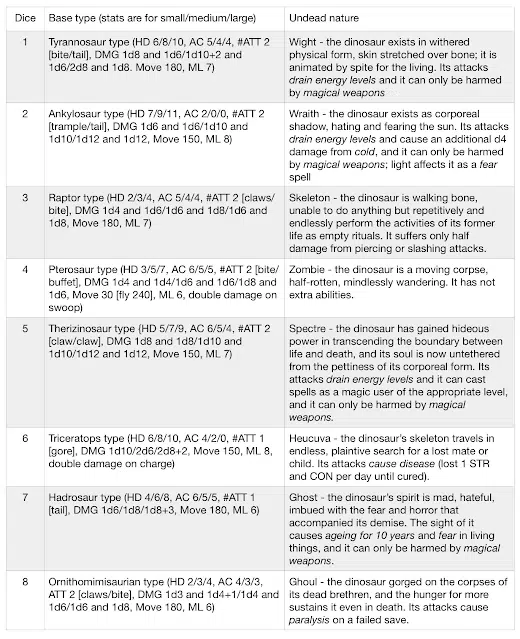 Dice Base type (stats are for small/medium/large) Undead nature
1
Tyrannosaur type (HD 6/8/10, AC 5/4/4, #ATT 2
[bite/tail], DMG 1d8 and 1d6/1d10+2 and
1d6/2d8 and 1d8. Move 180, ML 7)
Wight - the dinosaur exists in withered
physical form, skin stretched over bone; it is
animated by spite for the living. Its attacks
drain energy levels and it can only be harmed
by magical weapons
2
Ankylosaur type (HD 7/9/11, AC 2/0/0, #ATT 2
[trample/tail], DMG 1d6 and 1d6/1d10 and
1d10/1d12 and 1d12, Move 150, ML 8)
Wraith - the dinosaur exists as corporeal
shadow, hating and fearing the sun. Its attacks
drain energy levels and cause an additional d4
damage from cold, and it can only be harmed
by magical weapons; light affects it as a fear
spell
3
Raptor type (HD 2/3/4, AC 5/4/4, #ATT 2 [claws/
bite], DMG 1d4 and 1d6/1d6 and 1d8/1d6 and
1d8, Move 180, ML 7)
Skeleton - the dinosaur is walking bone,
unable to do anything but repetitively and
endlessly perform the activities of its former
life as empty rituals. It suffers only half
damage from piercing or slashing attacks.
4
Pterosaur type (HD 3/5/7, AC 6/5/5, #ATT 2 [bite/
buffet], DMG 1d4 and 1d4/1d6 and 1d6/1d8 and
1d6, Move 30 [fly 240], ML 6, double damage on
swoop)
Zombie - the dinosaur is a moving corpse,
half-rotten, mindlessly wandering. It has not
extra abilities.
5
Therizinosaur type (HD 5/7/9, AC 6/5/4, #ATT 2
[claw/claw], DMG 1d8 and 1d8/1d10 and
1d10/1d12 and 1d12, Move 150, ML 7)
Spectre - the dinosaur has gained hideous
power in transcending the boundary between
life and death, and its soul is now untethered
from the pettiness of its corporeal form. Its
attacks drain energy levels and it can cast
spells as a magic user of the appropriate level,
and it can only be harmed by magical
weapons.
6
Triceratops type (HD 6/8/10, AC 4/2/0, #ATT 1
[gore], DMG 1d10/2d6/2d8+2, Move 150, ML 8,
double damage on charge)
Heucuva - the dinosaur's skeleton travels in
endless, plaintive search for a lost mate or
child. Its attacks cause disease (lost 1 STR
and CON per day until cured).
7
Hadrosaur type (HD 4/6/8, AC 6/5/5, #ATT 1
[tail], DMG 1d6/1d8/1d8+3, Move 180, ML 6)
Ghost - the dinosaur's spirit is mad, hateful,
imbued with the fear and horror that
accompanied its demise. The sight of it
causes ageing for 10 years and fear in living
things, and it can only be harmed by magical
weapons.
8
Ornithomimisaurian type (HD 2/3/4, AC 4/3/3,
ATT 2 [claws/bite], DMG 1d3 and 1d4+1/1d4 and
1d6/1d6 and 1d8, Move 180, ML 6)
Ghoul - the dinosaur gorged on the corpses of
its dead brethren, and the hunger for more
sustains it even in death. Its attacks cause
paralysis on a failed save.